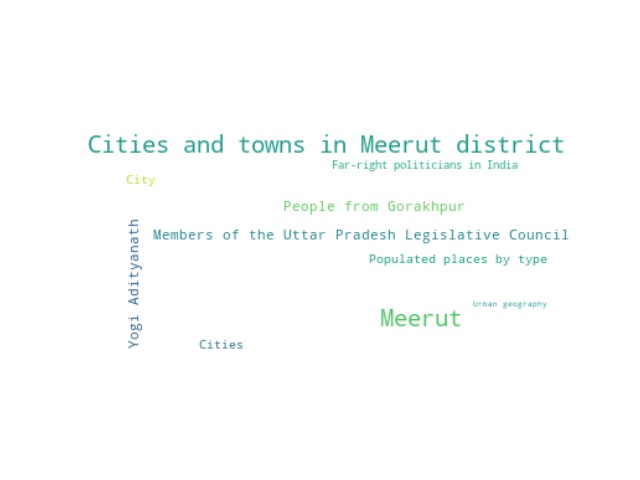 Cities and towns in Meerut district
Far-right politicians in India
City
People from Gorakhpur
Members of the Uttar Pradesh Legislative Council
Yogi Adityanath
Populated places by type
Urban geography
Meerut
Cities